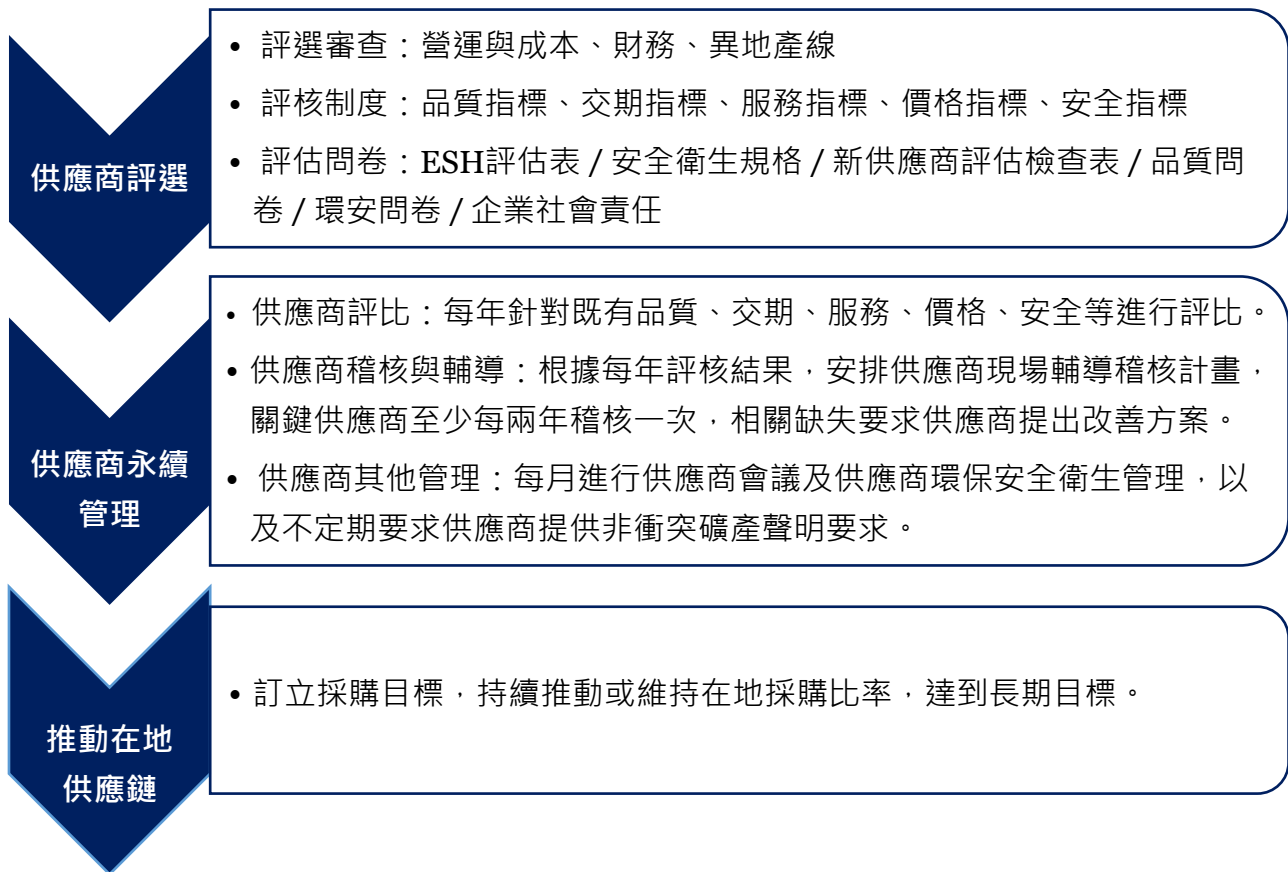 供應商評選
• 評選審查：營運與成本、財務、異地產線
• 評核制度：品質指標、交期指標、服務指標、價格指標、安全指標
• 評估問卷：ESH評估表 / 安全衛生規格 / 新供應商評估檢查表 / 品質問
卷 / 環安問卷 / 企業社會責任
供應商永續
管理
• 供應商評比：每年針對既有品質、交期、服務、價格、安全等進行評比。
• 供應商稽核與輔導：根據每年評核結果，安排供應商現場輔導稽核計畫，
關鍵供應商至少每兩年稽核一次，相關缺失要求供應商提出改善方案。
• 供應商其他管理：每月進行供應商會議及供應商環保安全衛生管理，以
及不定期要求供應商提供非衝突礦產聲明要求。
推動在地
供應鏈
• 訂立採購目標，持續推動或維持在地採購比率，達到長期目標。